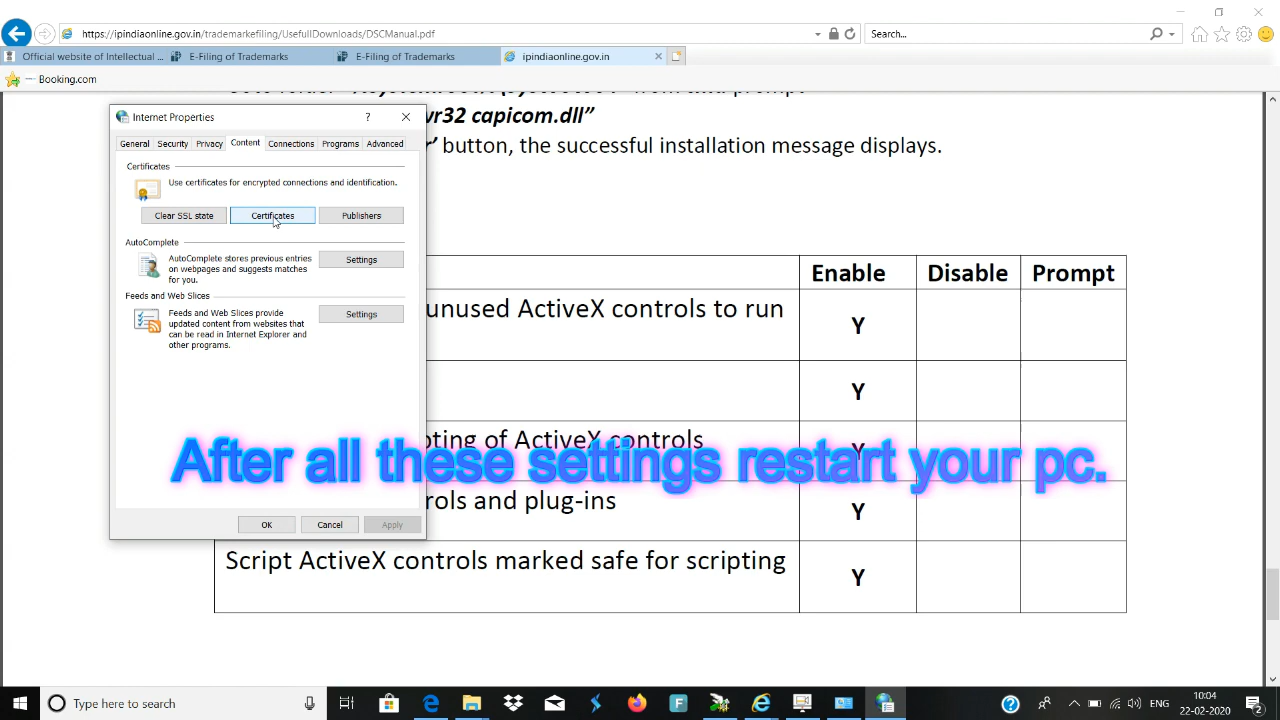 https://ipindiaonline.gov.in/trademarkefiling/UsefullDownloads/DSCManual.pdf
Search...
Official website of Intellectual ...
E-Filing of Trademarks
E-Filing of Trademarks
ipindiaonline.gov.in
Booking.com
Internet Properties
?
vr32 capicom.dll”
General
Security
Privacy
Content
Connections
Programs
Advanced
r’ button, the successful installation message displays.
Certificates
Use certificates for encrypted connections and identification.
Clear SSL state
Certificates
Publishers
AutoComplete
AutoComplete stores previous entries
on webpages and suggests matches
for you.
Settings
Feeds and Web Slices
Feeds and Web Slices provide
updated content from websites that
can be read in Internet Explorer and
other programs.
Settings
Enable
Disable
Prompt
unused ActiveX controls to run
Y
Y
pting of ActiveX controls
Y
After all these settings restart your pc.
rols and plug-ins
Y
OK
Cancel
Apply
Script ActiveX controls marked safe for scripting
Y
Type here to search
ENG
10:04
22-02-2020
2